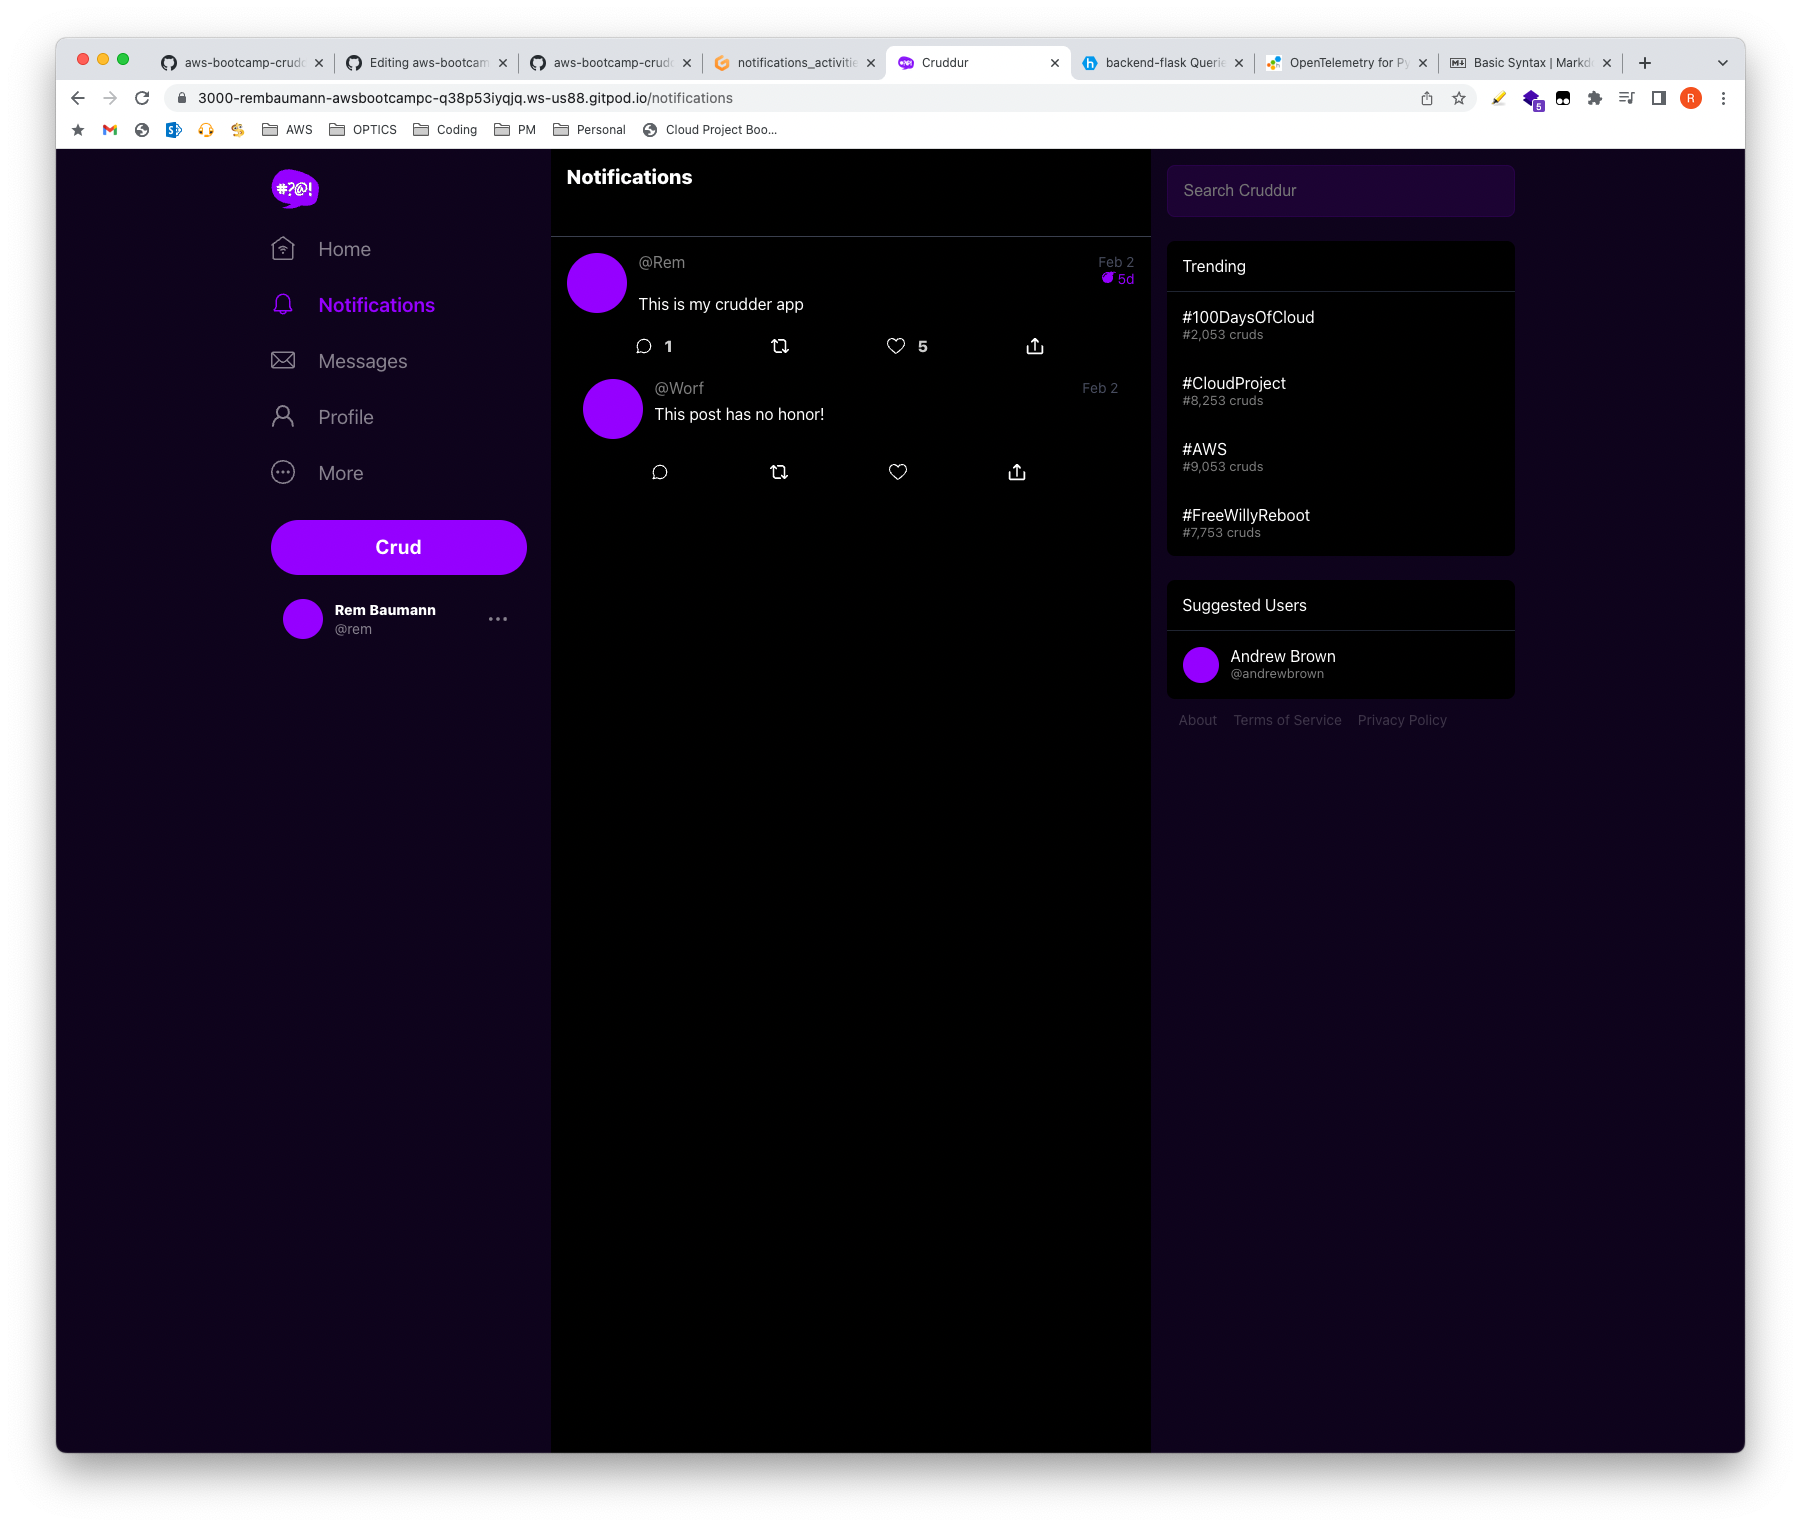 aws-bootcamp-crudd
Editing aws-bootcam
aws-bootcamp-crudd
notifications_activitie
Cruddur
backend-flask Querie
OpenTelemetry for Py
Basic Syntax | Markd
3000-rembaumann-awsbootcampc-q38p53iyqjq.ws-us88.gitpod.io/notifications
5
R
AWS
OPTICS
Coding
PM
Personal
Cloud Project Boo...
#?@!
Home
Notifications
Messages
Profile
More
Crud
Rem Baumann
@rem
Notifications
@Rem
Feb 2
5d
This is my crudder app
1
5
@Worf
Feb 2
This post has no honor!
Search Cruddur
Trending
#100DaysOfCloud
#2,053 cruds
#CloudProject
#8,253 cruds
#AWS
#9,053 cruds
#FreeWillyReboot
#7,753 cruds
Suggested Users
Andrew Brown
@andrewbrown
About Terms of Service Privacy Policy